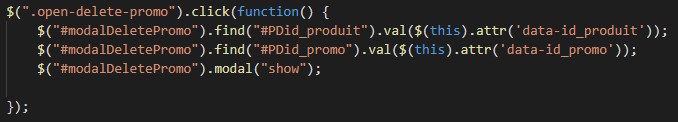 $(".open-delete-promo").click(function() {
    $("#modalDeletePromo").find("#PDid_produit").val($(this).attr('data-id_produit'));
    $("#modalDeletePromo").find("#PDid_promo").val($(this).attr('data-id_promo'));
    $("#modalDeletePromo").modal("show");
});